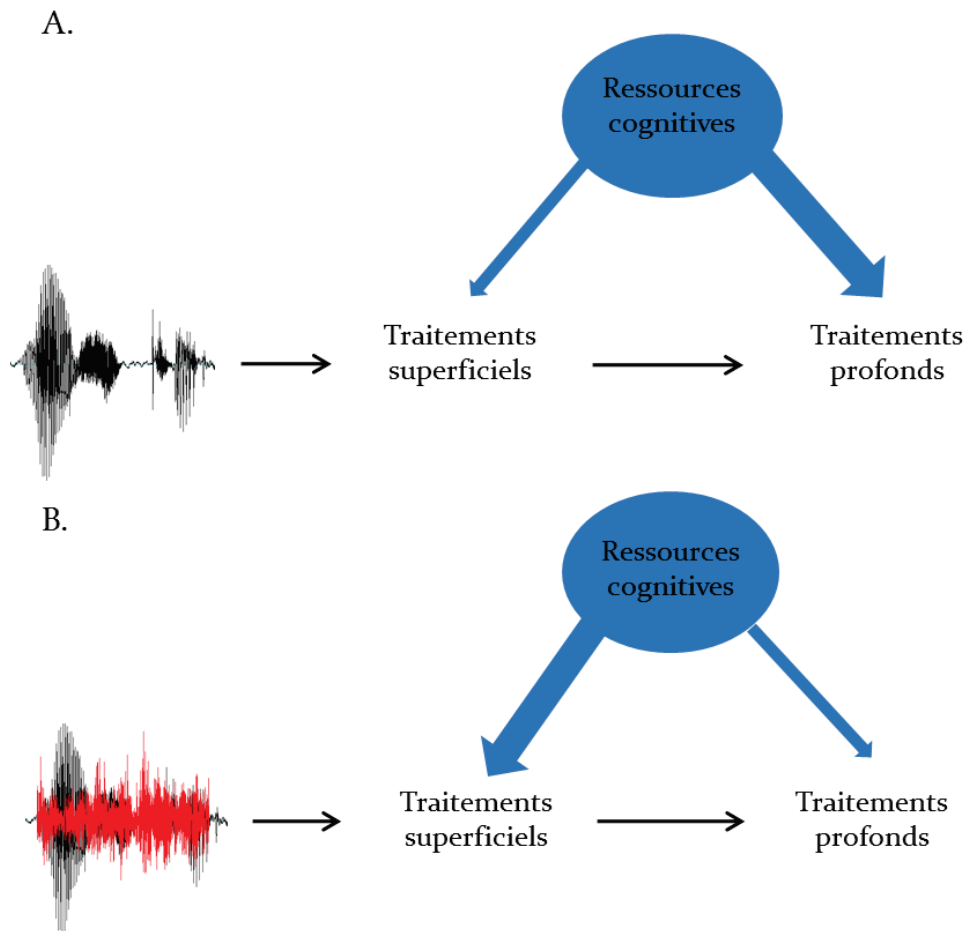 A.
Ressources
cognitives
Traitements
superficiels
Traitements
profonds
B.
Ressources
cognitives
Traitements
superficiels
Traitements
profonds